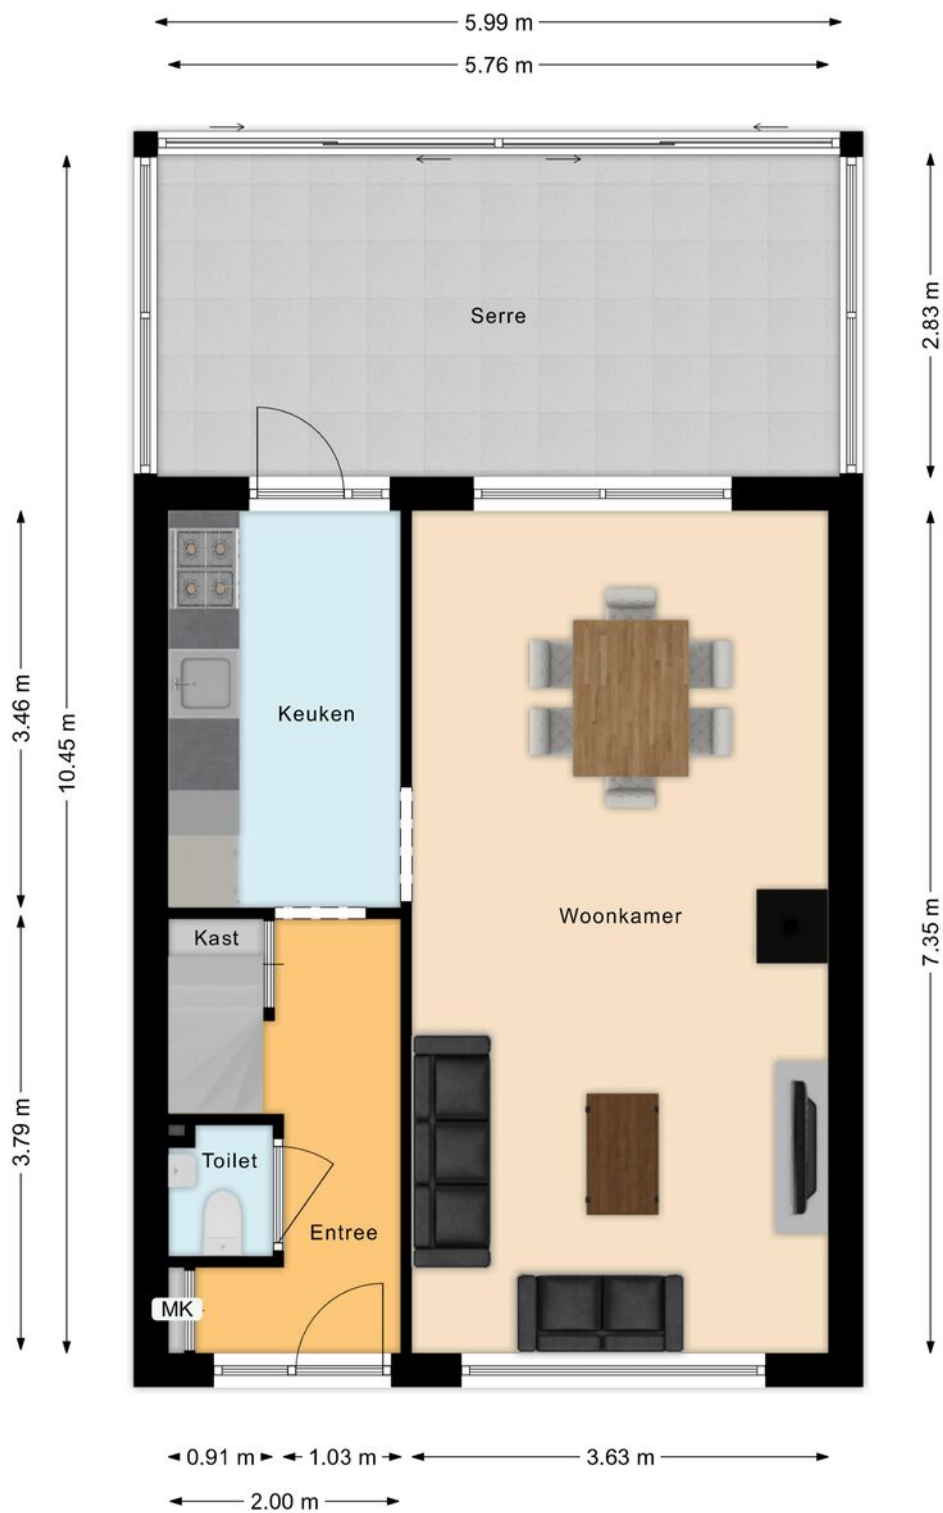 5.99 m
5.76 m
Serre
2.83 m
3.46 m
10.45 m
Keuken
Woonkamer
7.35 m
Kast
3.79 m
Toilet
Entree
MK
0.91 m
1.03 m
3.63 m
2.00 m